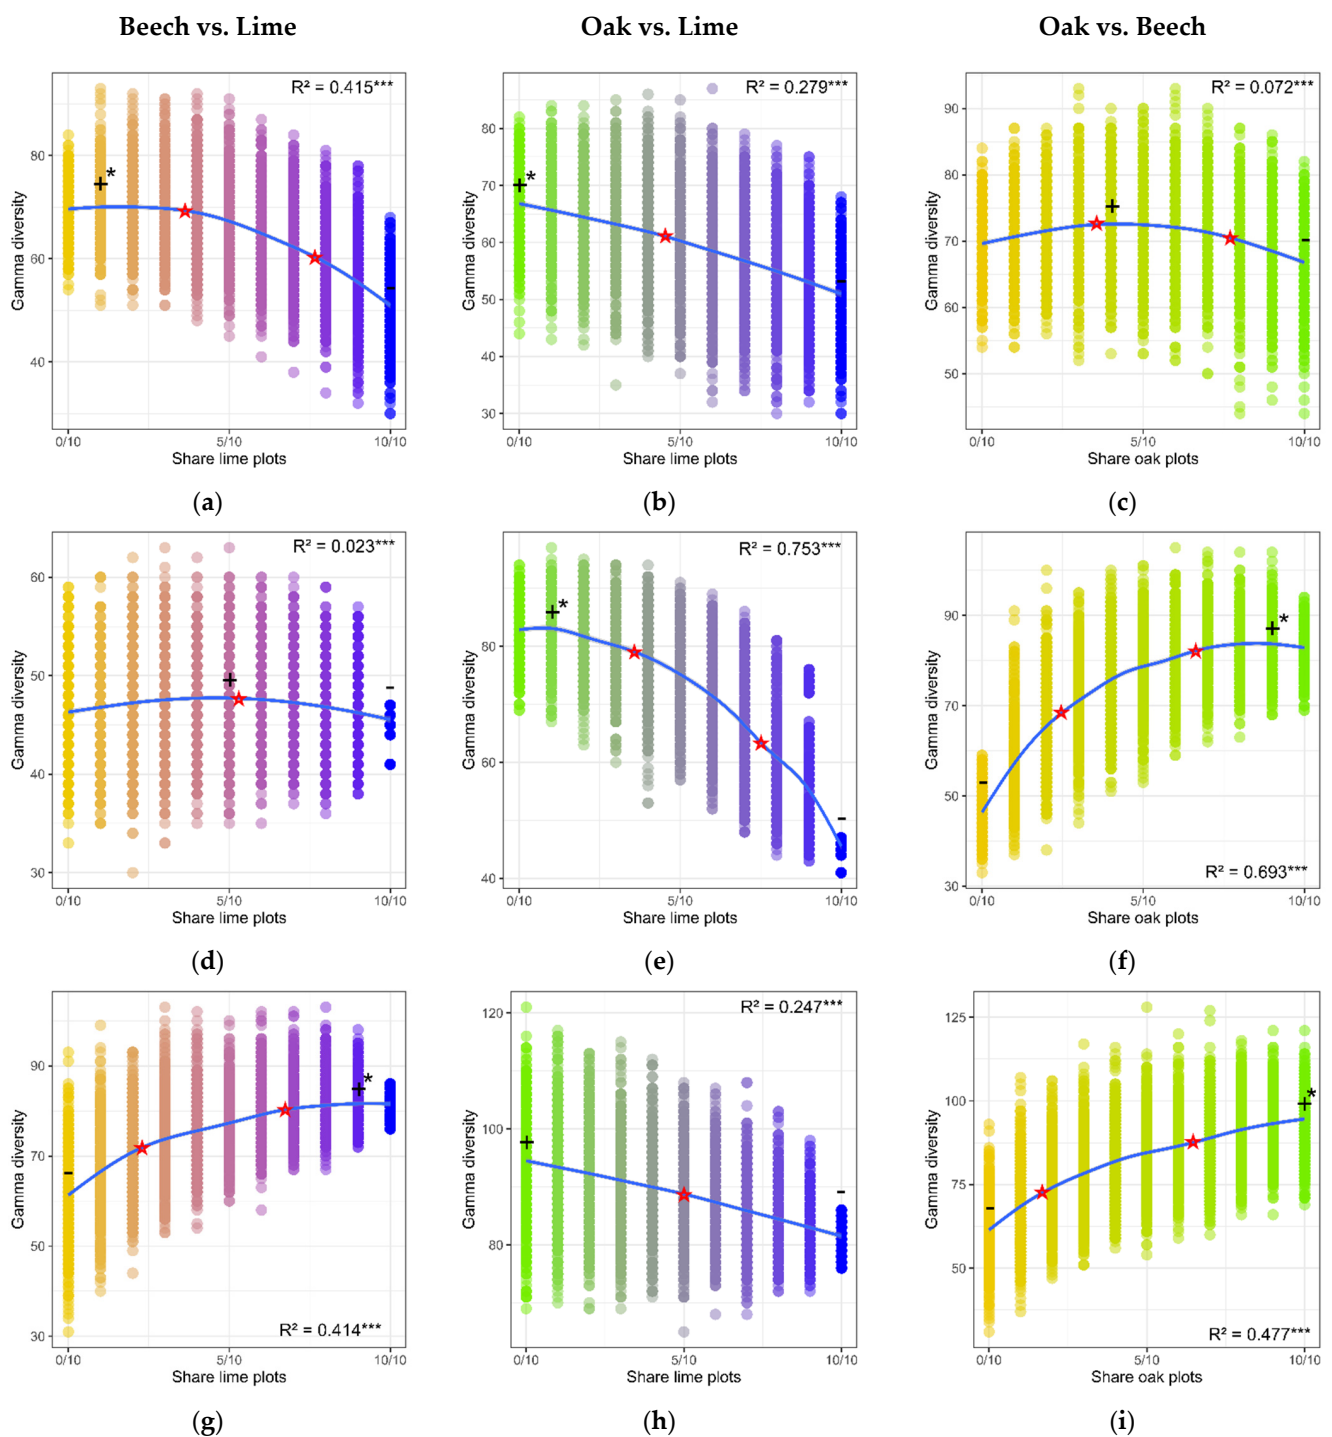 Beech vs. Lime
Oak vs. Lime
Oak vs. Beech
R² = 0.415***
80
60
40
Gamma diversity
*
0/10 5/10 10/10
Share lime plots
(a)
R² = 0.279***
80
70
60
50
40
30
Gamma diversity
*
0/10 5/10 10/10
Share lime plots
(b)
R² = 0.072***
90
80
70
60
50
Gamma diversity
0/10 5/10 10/10
Share oak plots
(c)
R² = 0.023***
60
50
40
30
Gamma diversity
0/10 5/10 10/10
Share lime plots
(d)
R² = 0.753***
80
60
40
Gamma diversity
*
0/10 5/10 10/10
Share lime plots
(e)
90
70
50
30
Gamma diversity
*
R² = 0.693***
0/10 5/10 10/10
Share oak plots
(f)
90
70
50
30
Gamma diversity
*
R² = 0.414***
0/10 5/10 10/10
Share lime plots
(g)
R² = 0.247***
120
100
80
Gamma diversity
0/10 5/10 10/10
Share lime plots
(h)
125
100
75
50
Gamma diversity
*
R² = 0.477***
0/10 5/10 10/10
Share oak plots
(i)